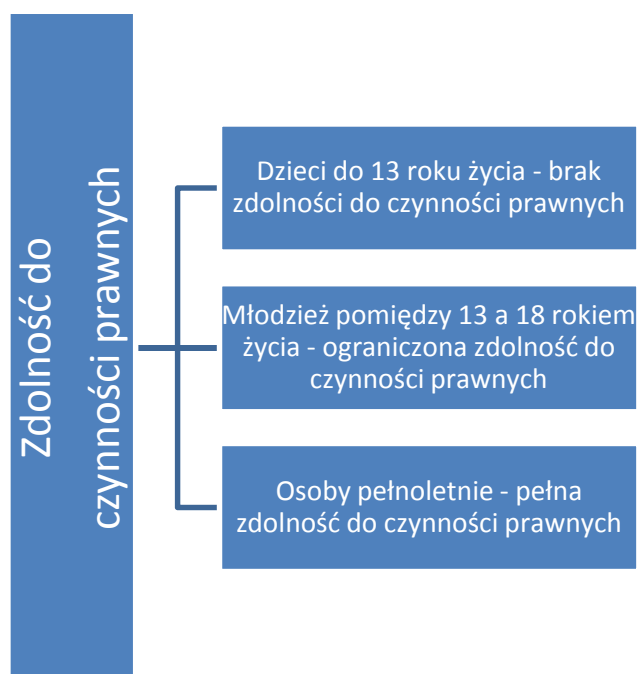 Zdolność do
czynności prawnych
Dzieci do 13 roku życia - brak
zdolności do czynności prawnych
Młodzież pomiędzy 13 a 18 rokiem
życia - ograniczona zdolność do
czynności prawnych
Osoby pełnoletnie - pełna
zdolność do czynności prawnych